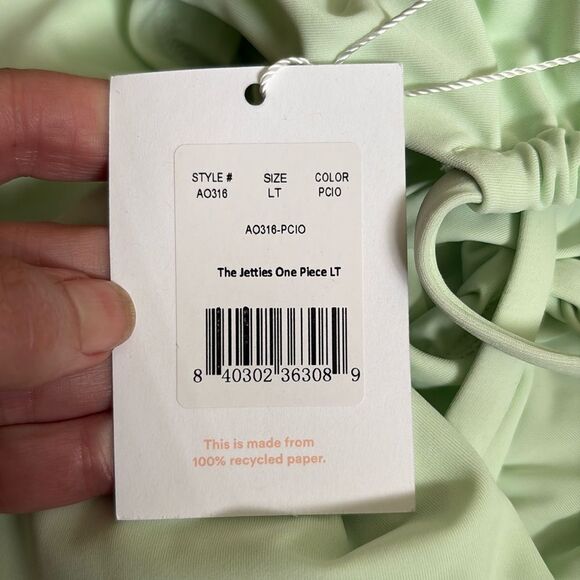 STYLE # SIZE COLOR
AO316 LT PCIO
AO316-PCIO
The Jetties One Piece LT
8 40302 36308 9
This is made from
100% recycled paper.